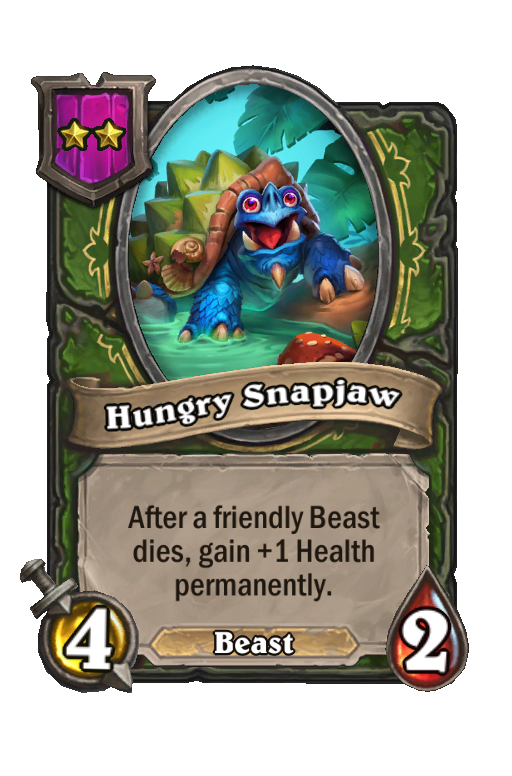 Hungry Snapjaw
After a friendly Beast
dies, gain +1 Health
permanently.
4
Beast
2